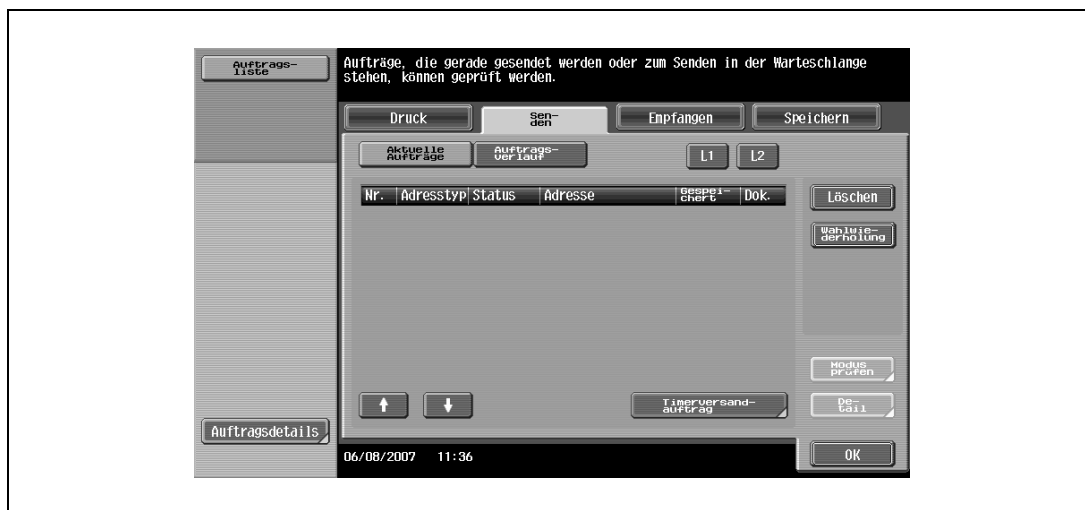 Auftrags-
liste
Aufträge, die gerade gesendet werden oder zum Senden in der Warteschlange
stehen, können geprüft werden.
Druck
Sen-
den
Empfangen
Speichern
Aktuelle
Aufträge
Auftrags-
verlauf
L1
L2
Nr. Adresstyp Status Adresse Gespei-
chert Dok.
Löschen
Wahlwie-
derholung
Modus
prüfen
Timerversand-
auftrag
De-
tail
Auftragsdetails
06/08/2007 11:36
OK